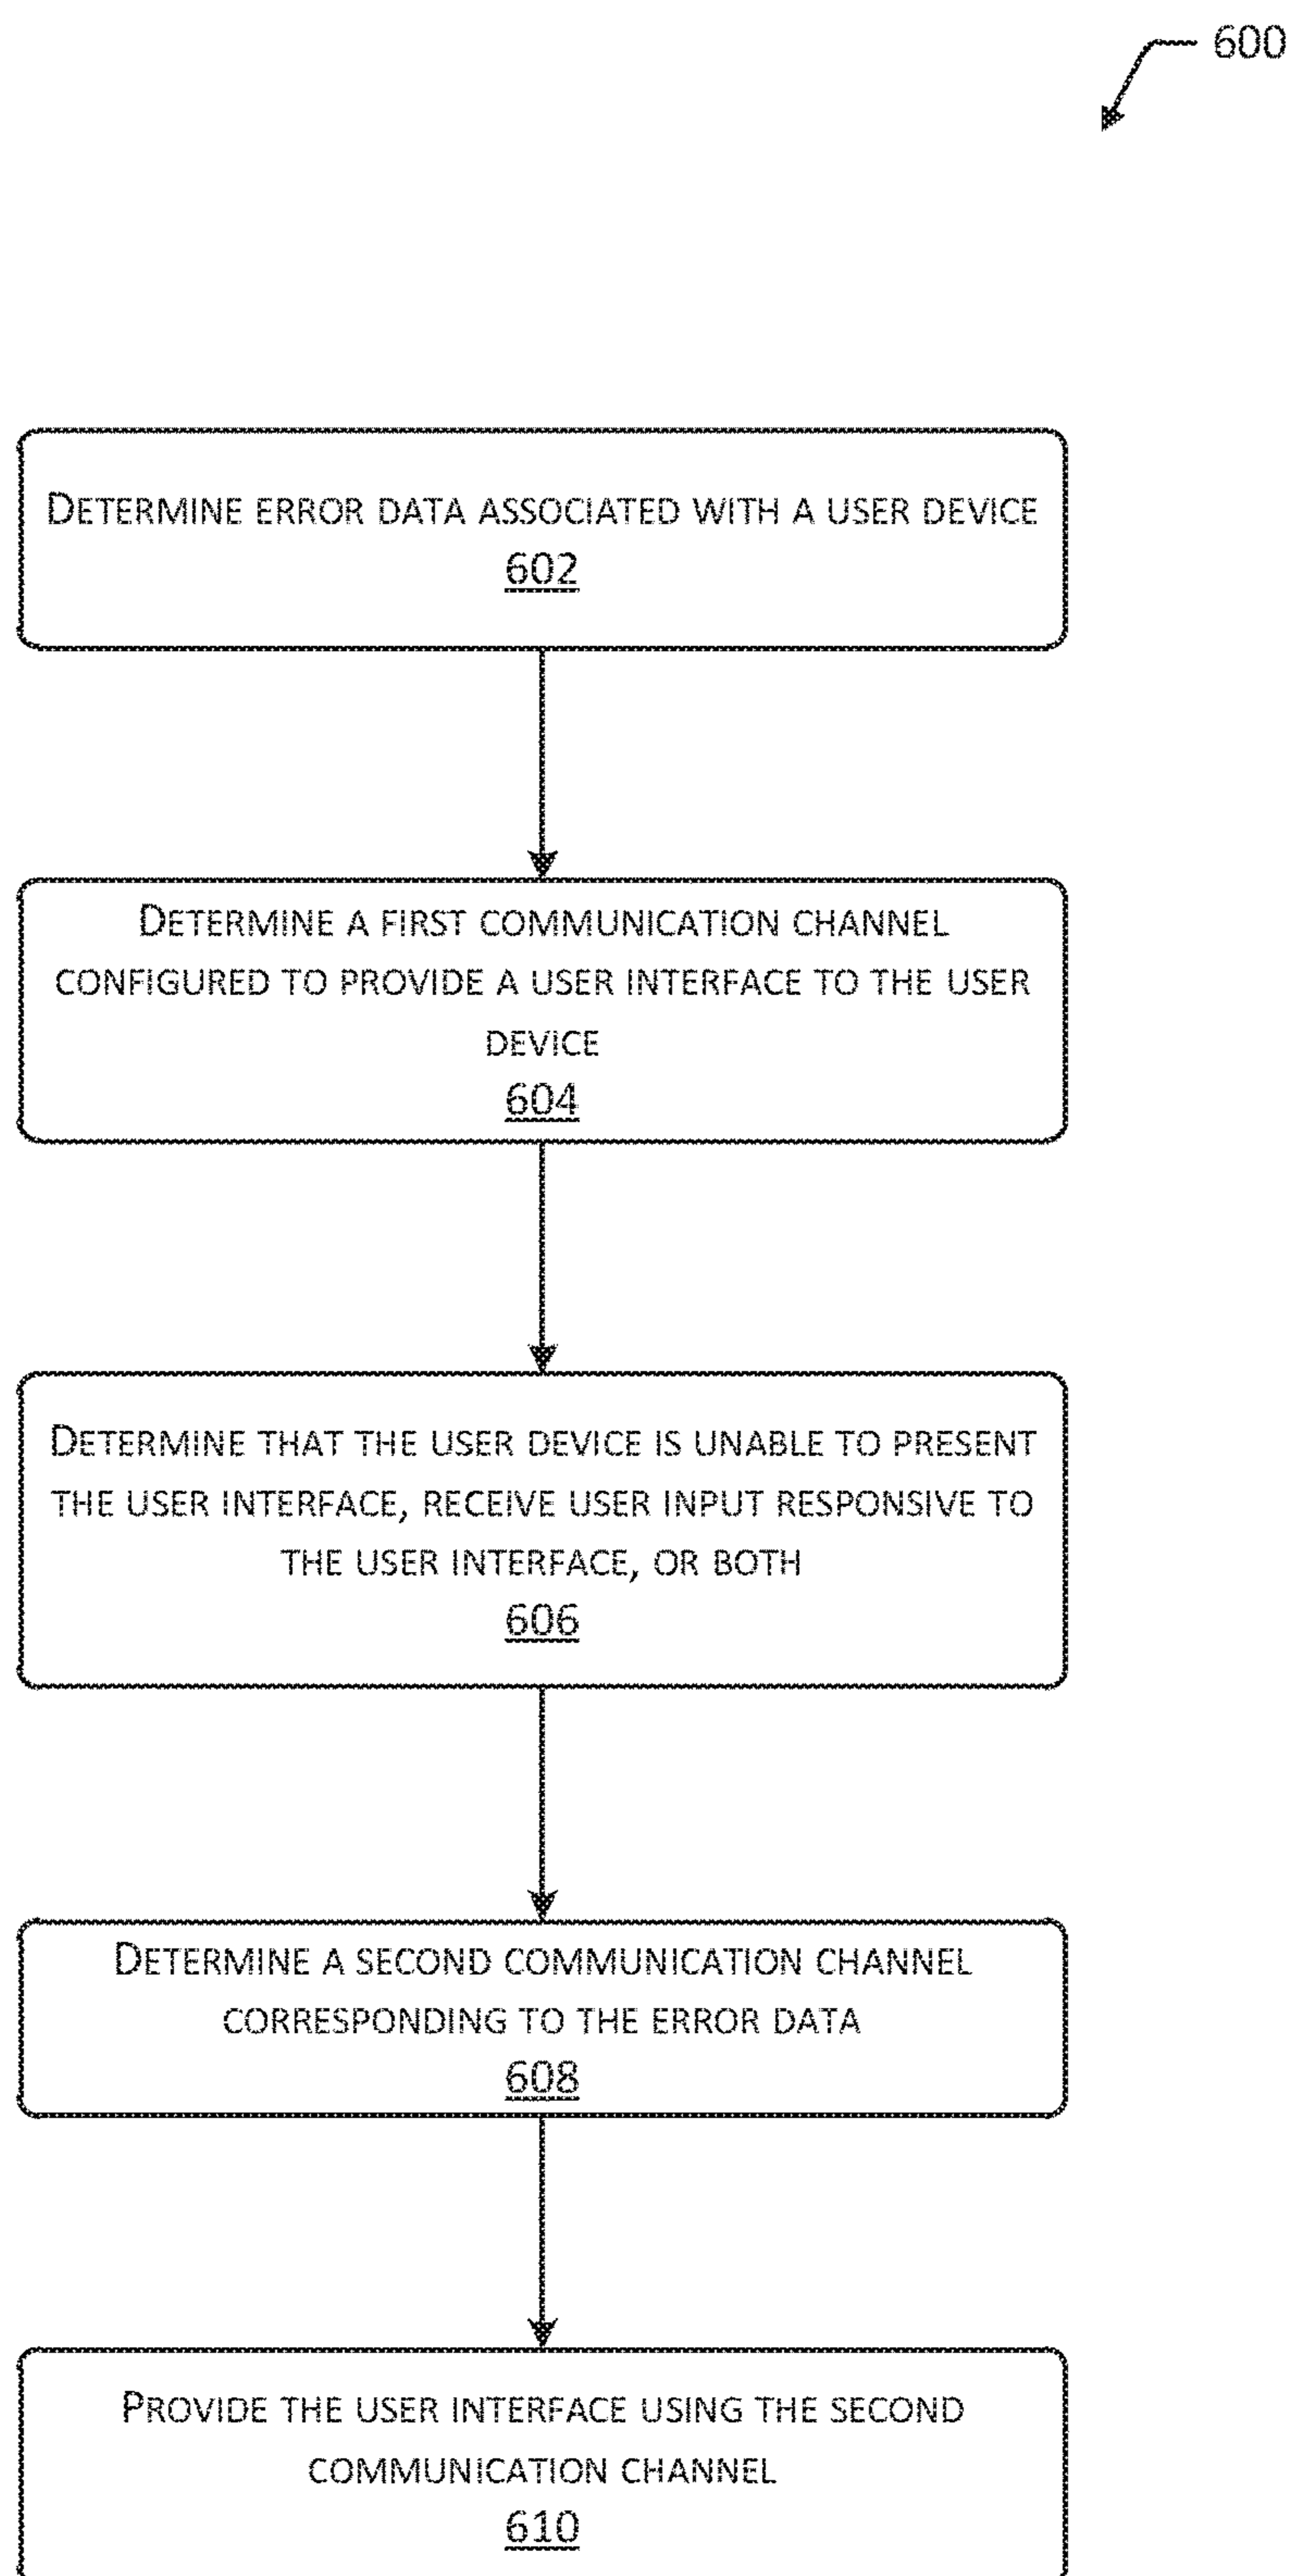 600
DETERMINE ERROR DATA ASSOCIATED WITH A USER DEVICE
602
DETERMINE A FIRST COMMUNICATION CHANNEL
CONFIGURED TO PROVIDE A USER INTERFACE TO THE USER
DEVICE
604
DETERMINE THAT THE USER DEVICE IS UNABLE TO PRESENT
THE USER INTERFACE, RECEIVE USER INPUT RESPONSIVE TO
THE USER INTERFACE, OR BOTH
606
DETERMINE A SECOND COMMUNICATION CHANNEL
CORRESPONDING TO THE ERROR DATA
608
PROVIDE THE USER INTERFACE USING THE SECOND
COMMUNICATION CHANNEL
610